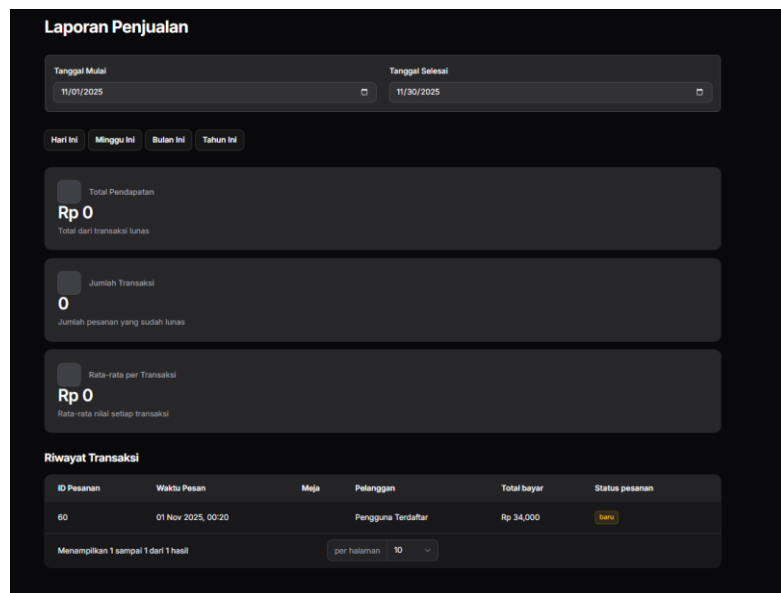 Laporan Penjualan
Tanggal Mulai Tanggal Selesai
11/01/2025 11/30/2025
Hari Ini Minggu Ini Bulan Ini Tahun Ini
Total Pendapatan
Rp 0
Total dari transaksi lunas
Jumlah Transaksi
0
Jumlah pesanan yang sudah lunas
Rata-rata per Transaksi
Rp 0
Rata-rata nilai setiap transaksi
Riwayat Transaksi
ID Pesanan Waktu Pesan Meja Pelanggan Total bayar Status pesanan
60 01 Nov 2025, 00:20 Pengguna Terdaftar Rp 34,000 baru
Menampilkan 1 sampai 1 dari 1 hasil per halaman 10